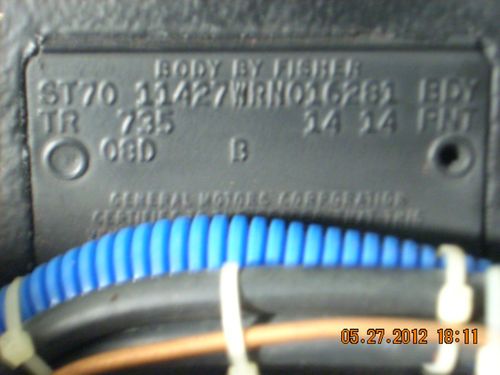 BODY BY FISHER
ST70 11427WRN016281 BDY
TR 735 14 14 PNT
08D B
GENERAL MOTORS CORPORATION
05.27.2012 18:11